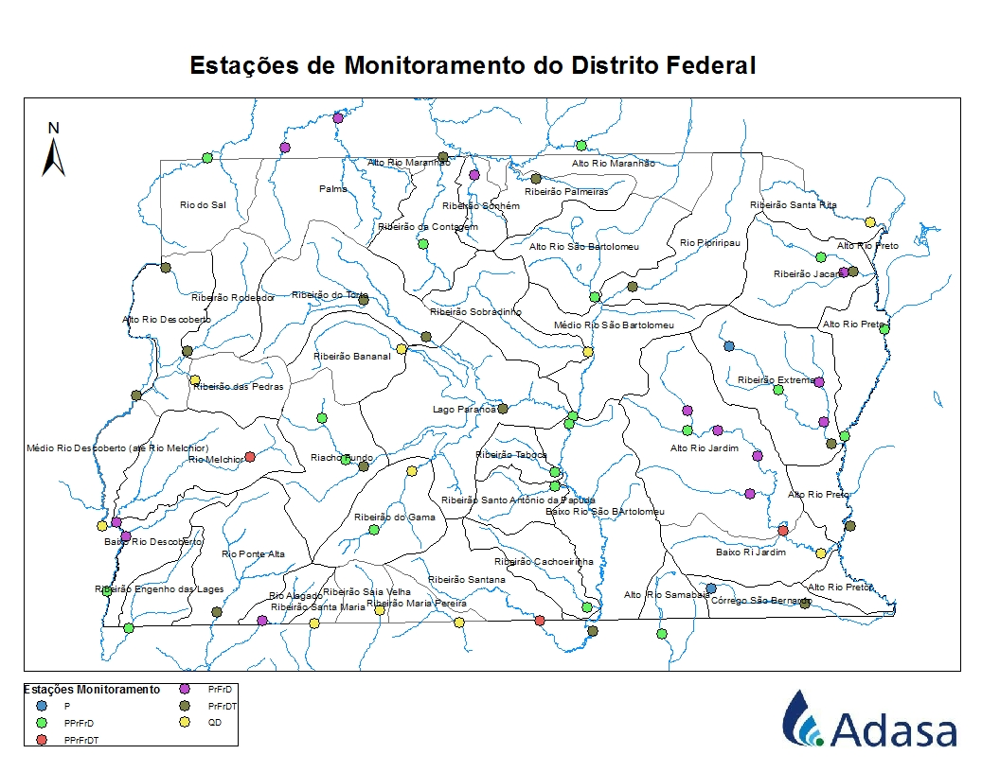 Estações de Monitoramento do Distrito Federal
N
Alto Rio Maranhão
Alto Rio Maranhão
Palma
Ribeirão Palmeiras
Rio do Sal
Ribeirão Sonhém
Ribeirão Santa Rita
Ribeirão da Contagem
Alto Rio São Bartolomeu
Rio Pipiripau
Alto Rio Preto
Ribeirão Jacaré
Ribeirão Rodeador
Ribeirão do Torto
Ribeirão Sobradinho
Alto Rio Descoberto
Médio Rio São Bartolomeu
Alto Rio Preto
Ribeirão Bananal
Ribeirão das Pedras
Ribeirão Extrema
Lago Paranoá
Médio Rio Descoberto (até Rio Melchior)
Rio Melchior
Riacho Fundo
Ribeirão Taboca
Alto Rio Jardim
Ribeirão Santo Antônio da Papuda
Alto Rio Preto
Baixo Rio São BArtolomeu
Ribeirão do Gama
Baixo Rio Descoberto
Rio Ponte Alta
Baixo Ri Jardim
Ribeirão Cachoeirinha
Ribeirão Santana
Ribeirão Engenho das Lages
Rio Alagado
Ribeirão Saia Velha
Alto Rio Samabaia
Alto Rio Preto
Ribeirão Santa Maria
Ribeirão Maria Pereira
Córrego São Bernardo
Estações Monitoramento
P
PPrFrD
PPrFrDT
PrFrD
PrFrDT
QD
Adasa